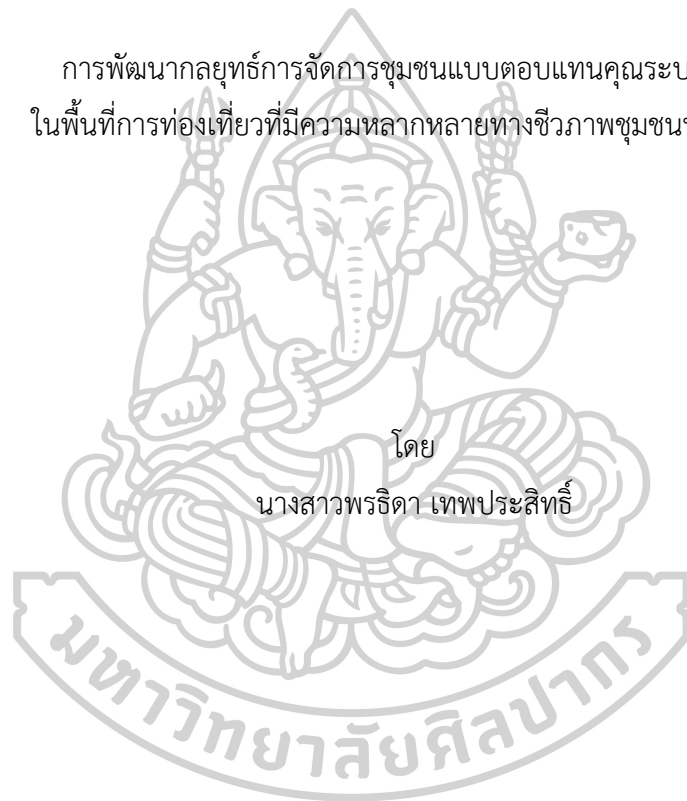 การพัฒนากลยุทธ์การจัดการชุมชนแบบตอบแทนคุณระบ
ในพื้นที่การท่องเที่ยวที่มีความหลากหลายทางชีวภาพชุมชน
โดย
นางสาวพรธิดา เทพประสิทธิ์
มหาวิทยาลัยศิลปากร